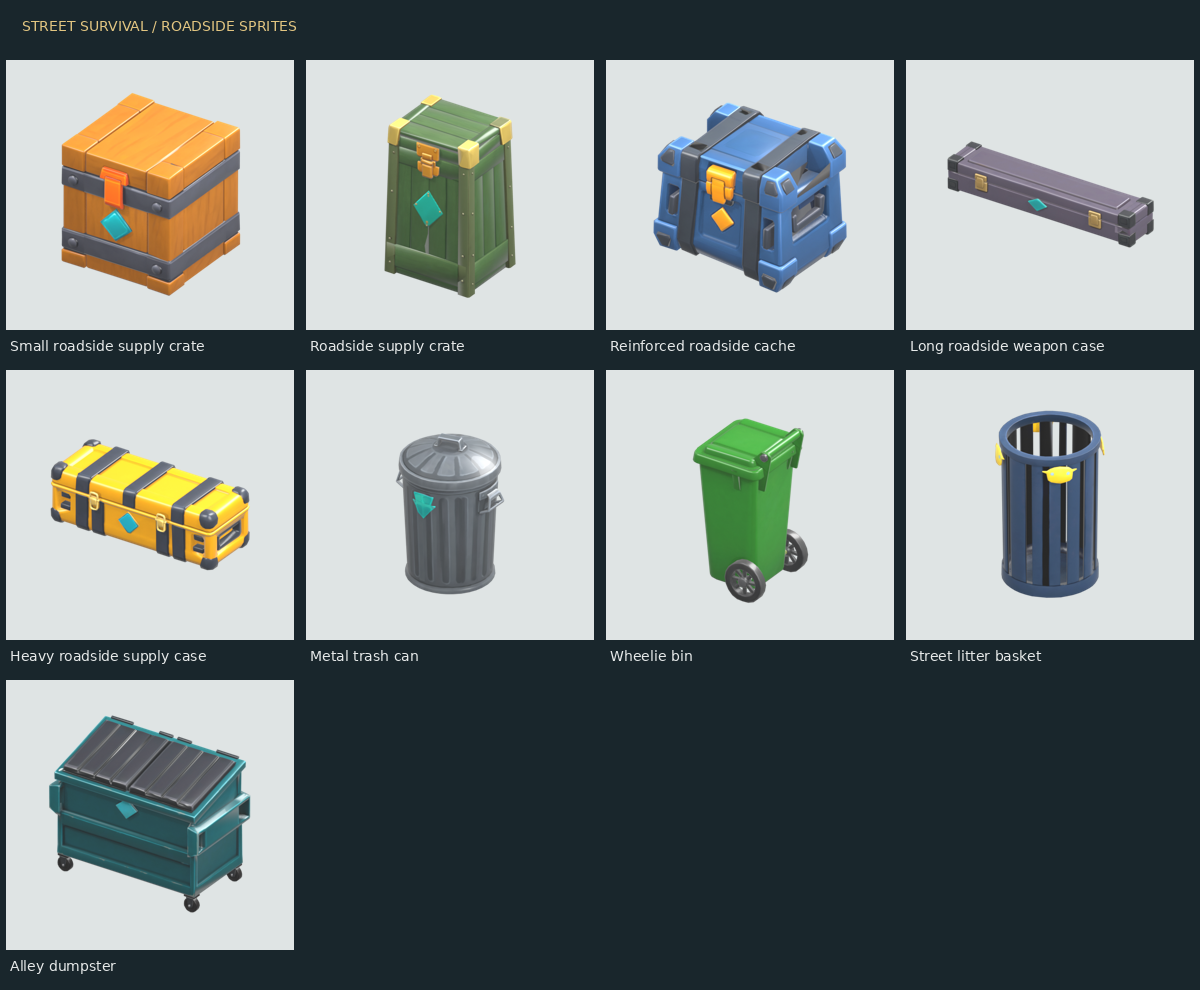 STREET SURVIVAL / ROADSIDE SPRITES
Small roadside supply crate
Roadside supply crate
Reinforced roadside cache
Long roadside weapon case
Heavy roadside supply case
Metal trash can
Wheelie bin
Street litter basket
Alley dumpster